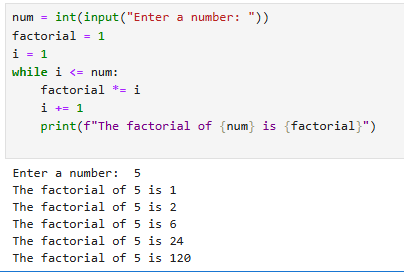 num = int(input("Enter a number: "))
factorial = 1
i = 1
while i <= num:
    factorial *= i
    i += 1
    print(f"The factorial of {num} is {factorial}")
Enter a number:  5
The factorial of 5 is 1
The factorial of 5 is 2
The factorial of 5 is 6
The factorial of 5 is 24
The factorial of 5 is 120